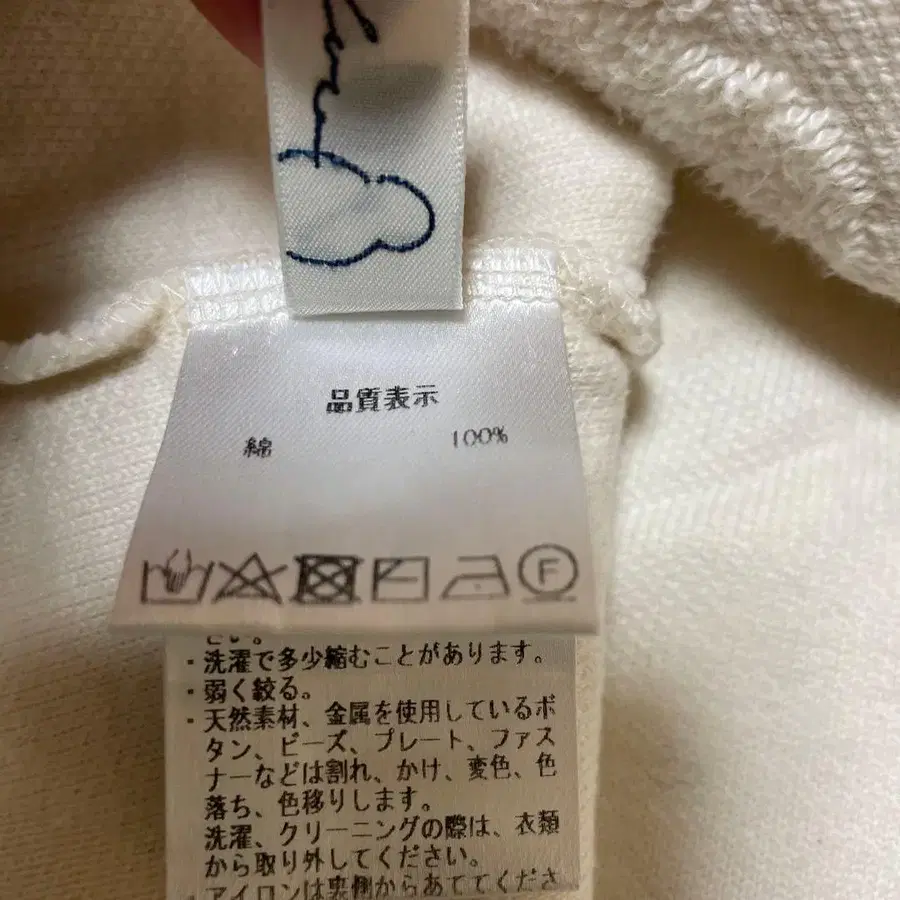 品質表示
綿 100%
F
さい。
・洗濯で多少縮むことがあります。
・弱く絞る。
・天然素材、金属を使用しているボ
タン、ビーズ、プレート、ファス
ナーなどは割れ、かけ、変色、色
落ち、色移りします。
洗濯、クリーニングの際は、衣類
から取り外してください。
・アイロンは裏側からあててくださ